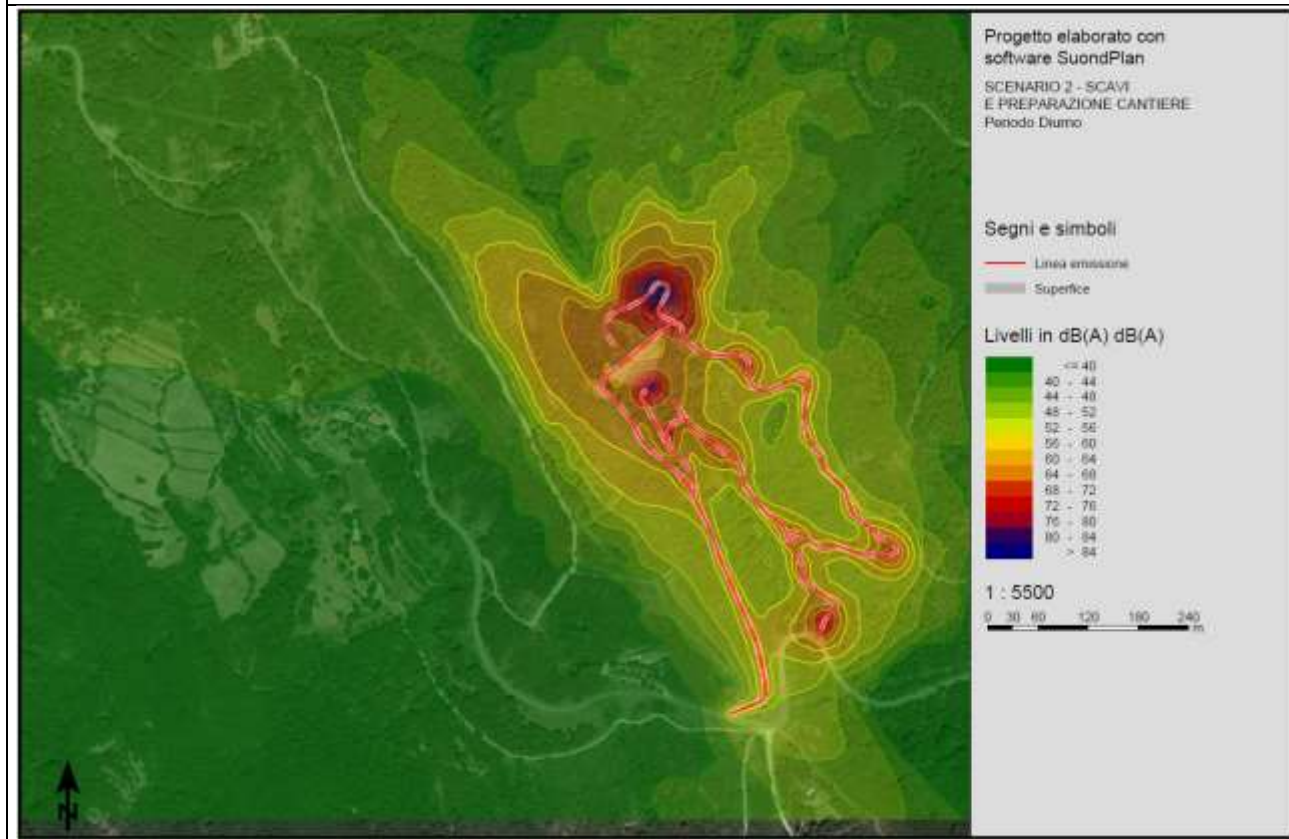 Progetto elaborato con
software SuondPlan
SCENARIO 2 - SCAVI
E PREPARAZIONE CANTIERE
Periodo Diurno
Segni e simboli
Linea emissione
Superfice
Livelli in dB(A) dB(A)
<= 40
40 - 44
44 - 48
48 - 52
52 - 56
56 - 60
60 - 64
64 - 68
68 - 72
72 - 76
76 - 80
80 - 84
> 84
1 : 5500
0 30 60 120 180 240
m
N